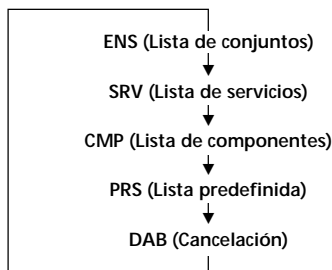 ENS (Lista de conjuntos)
SRV (Lista de servicios)
CMP (Lista de componentes)
PRS (Lista predefinida)
DAB (Cancelación)